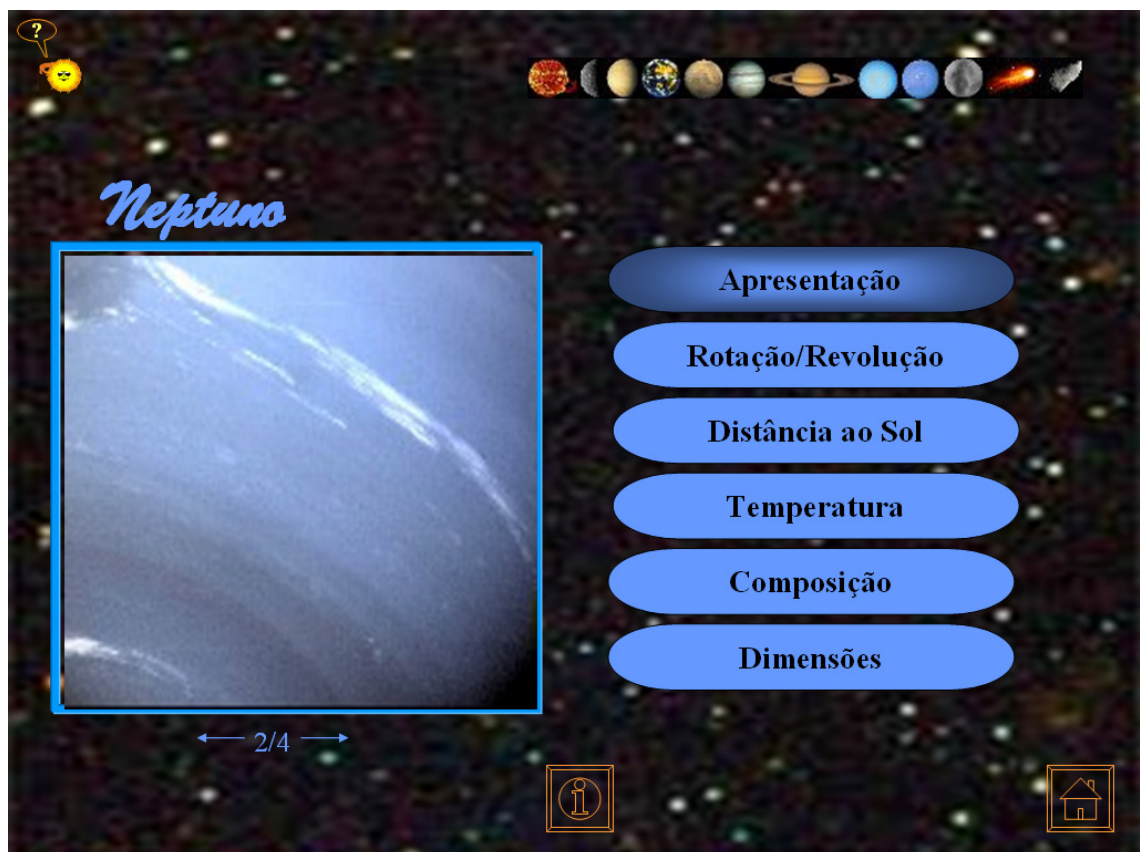 ?
Neptuno
Apresentação
Rotação/Revolução
Distância ao Sol
Temperatura
Composição
Dimensões
2/4
i